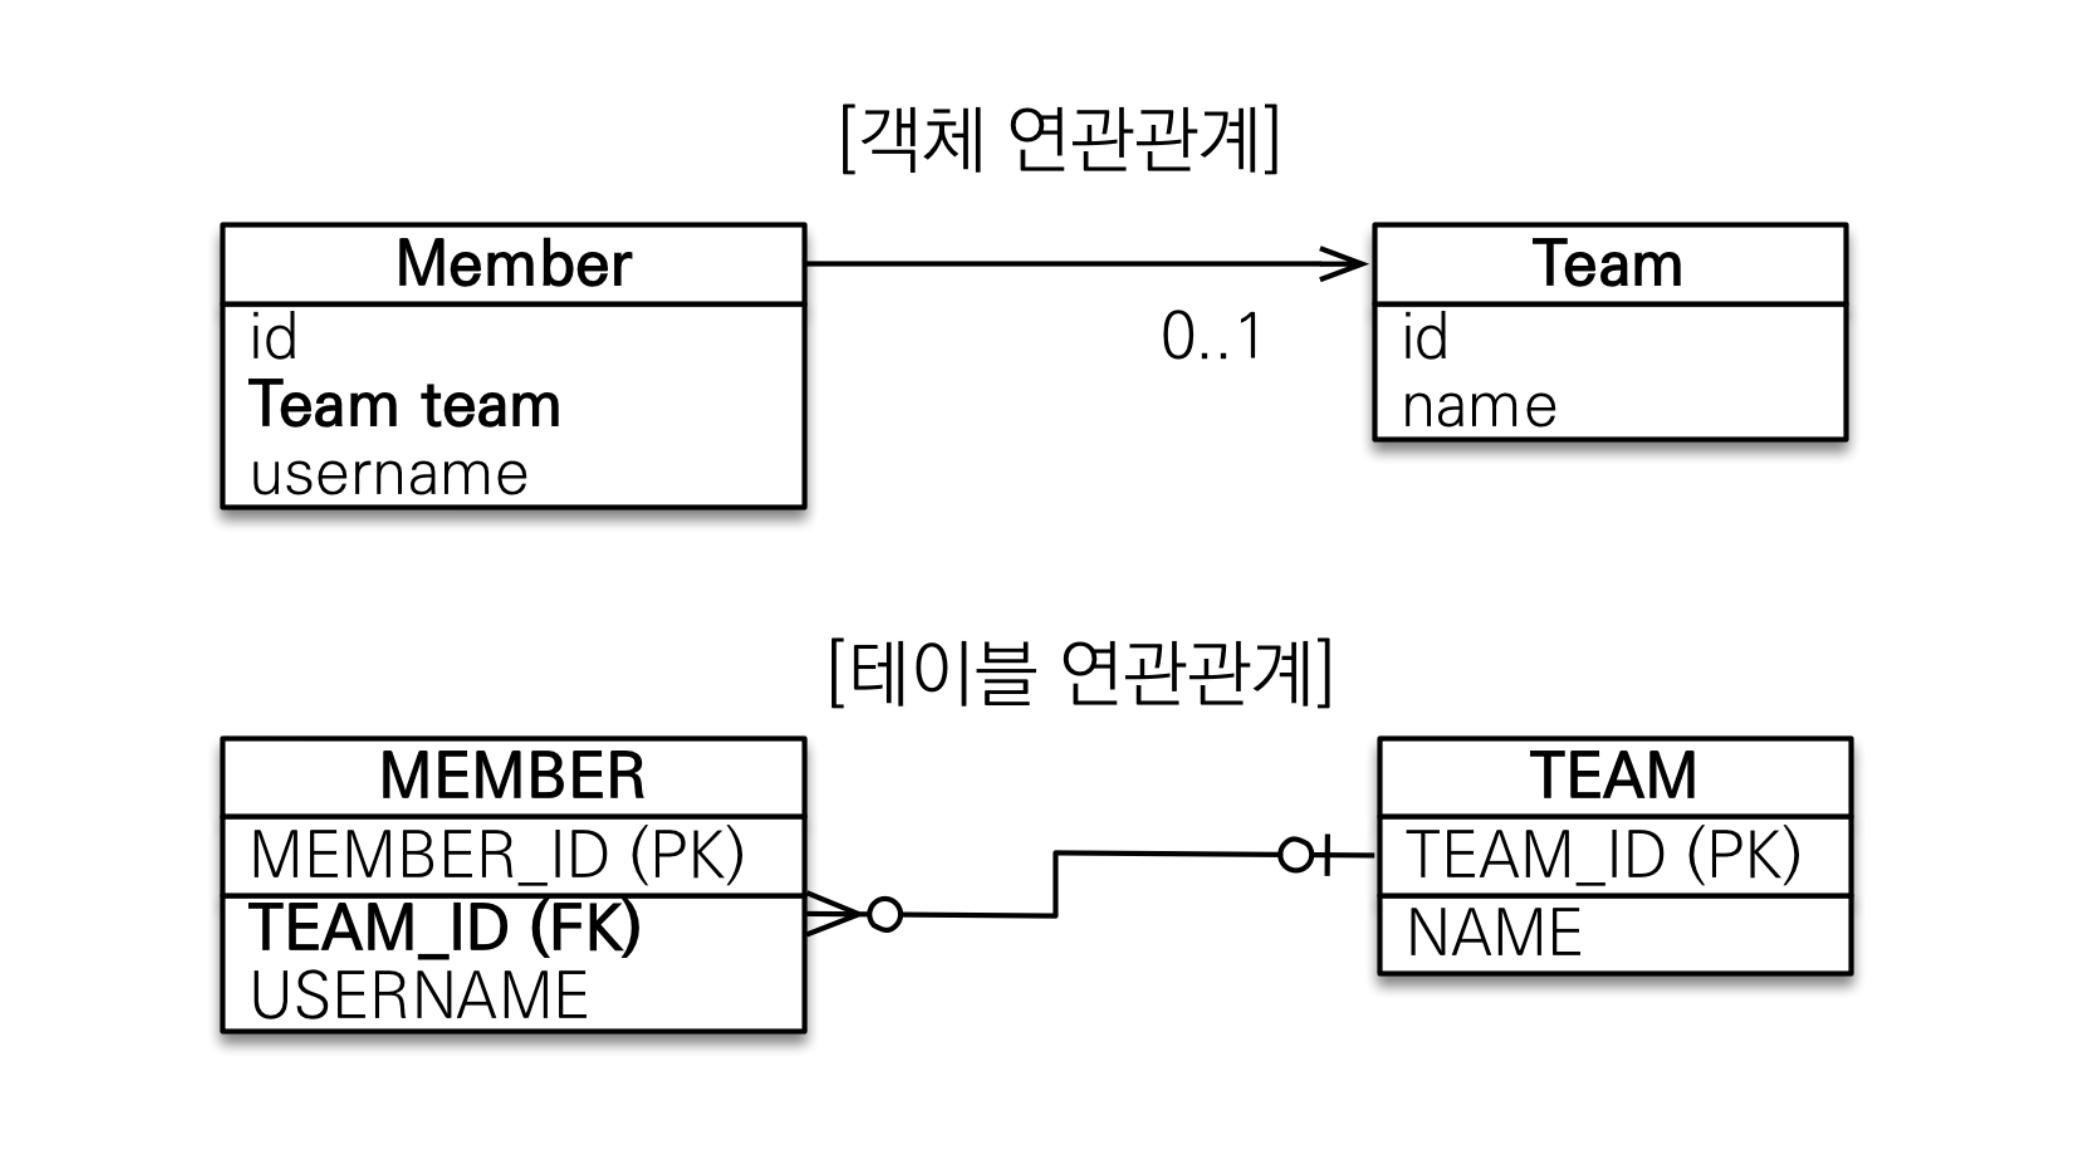 [객체 연관관계]
Member
id
Team team
username
0..1
Team
id
name
[테이블 연관관계]
MEMBER
MEMBER_ID (PK)
TEAM_ID (FK)
USERNAME
TEAM
TEAM_ID (PK)
NAME